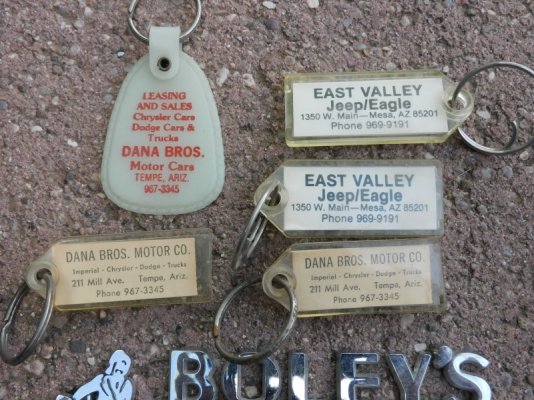 LEASING
AND SALES
Chrysler Cars
Dodge Cars &
Trucks
DANA BROS.
Motor Cars
TEMPE, ARIZ.
967-3345
EAST VALLEY
Jeep/Eagle
1350 W. Main—Mesa, AZ 85201
Phone 969-9191
EAST VALLEY
Jeep/Eagle
1350 W. Main—Mesa, AZ 85201
Phone 969-9191
DANA BROS. MOTOR CO.
Imperial - Chrysler - Dodge - Trucks
211 Mill Ave. Tempe, Ariz.
Phone 967-3345
DANA BROS. MOTOR CO.
Imperial - Chrysler - Dodge - Trucks
211 Mill Ave. Tempe, Ariz.
Phone 967-3345
BOLEY'S